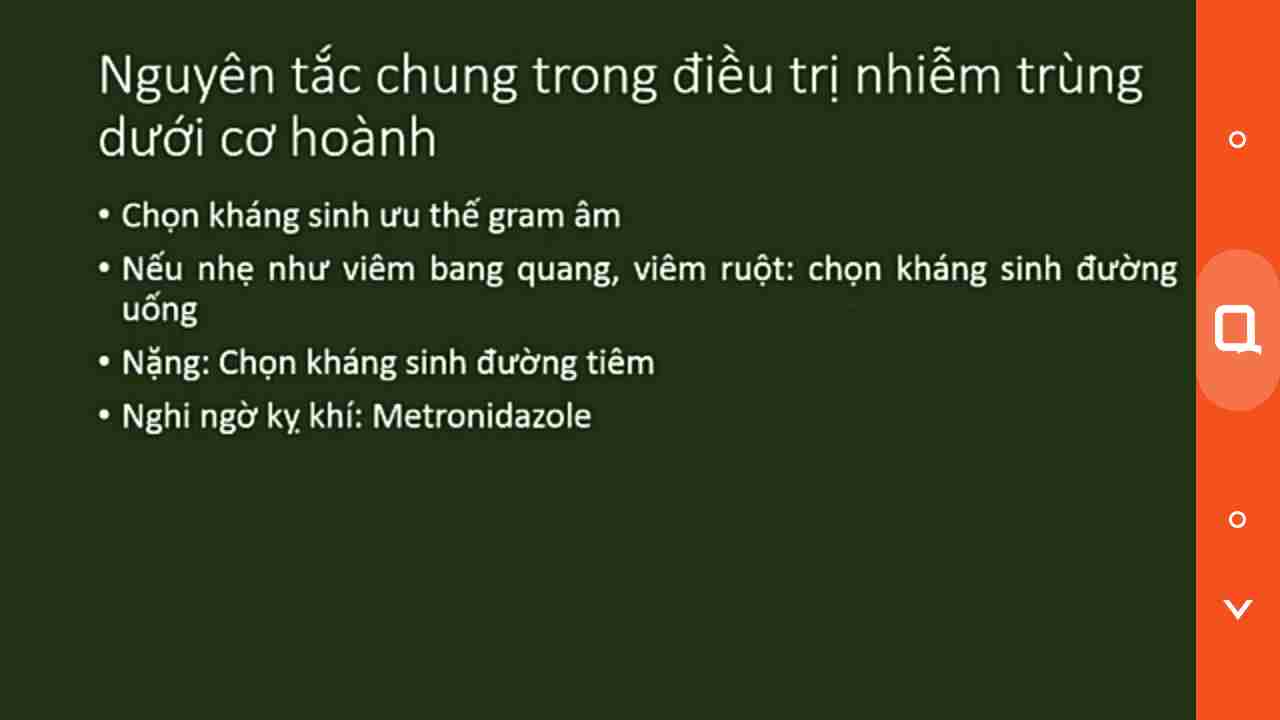 Nguyên tắc chung trong điều trị nhiễm trùng
dưới cơ hoành
• Chọn kháng sinh ưu thế gram âm
• Nếu nhẹ như viêm bang quang, viêm ruột: chọn kháng sinh đường
uống
• Nặng: Chọn kháng sinh đường tiêm
• Nghi ngờ kỵ khí: Metronidazole